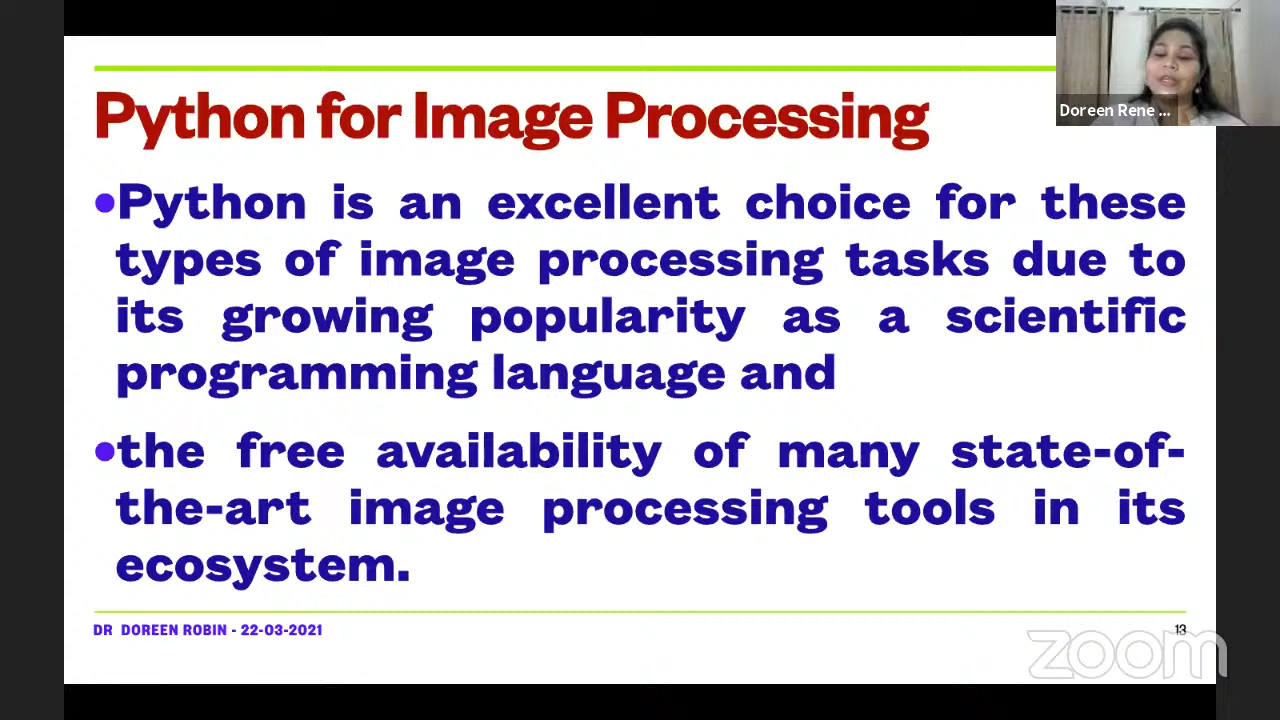 Python for Image Processing
Doreen Rene ...
•Python is an excellent choice for these
types of image processing tasks due to
its growing popularity as a scientific
programming language and
•the free availability of many state-of-
the-art image processing tools in its
ecosystem.
DR DOREEN ROBIN - 22-03-2021
13
zoom